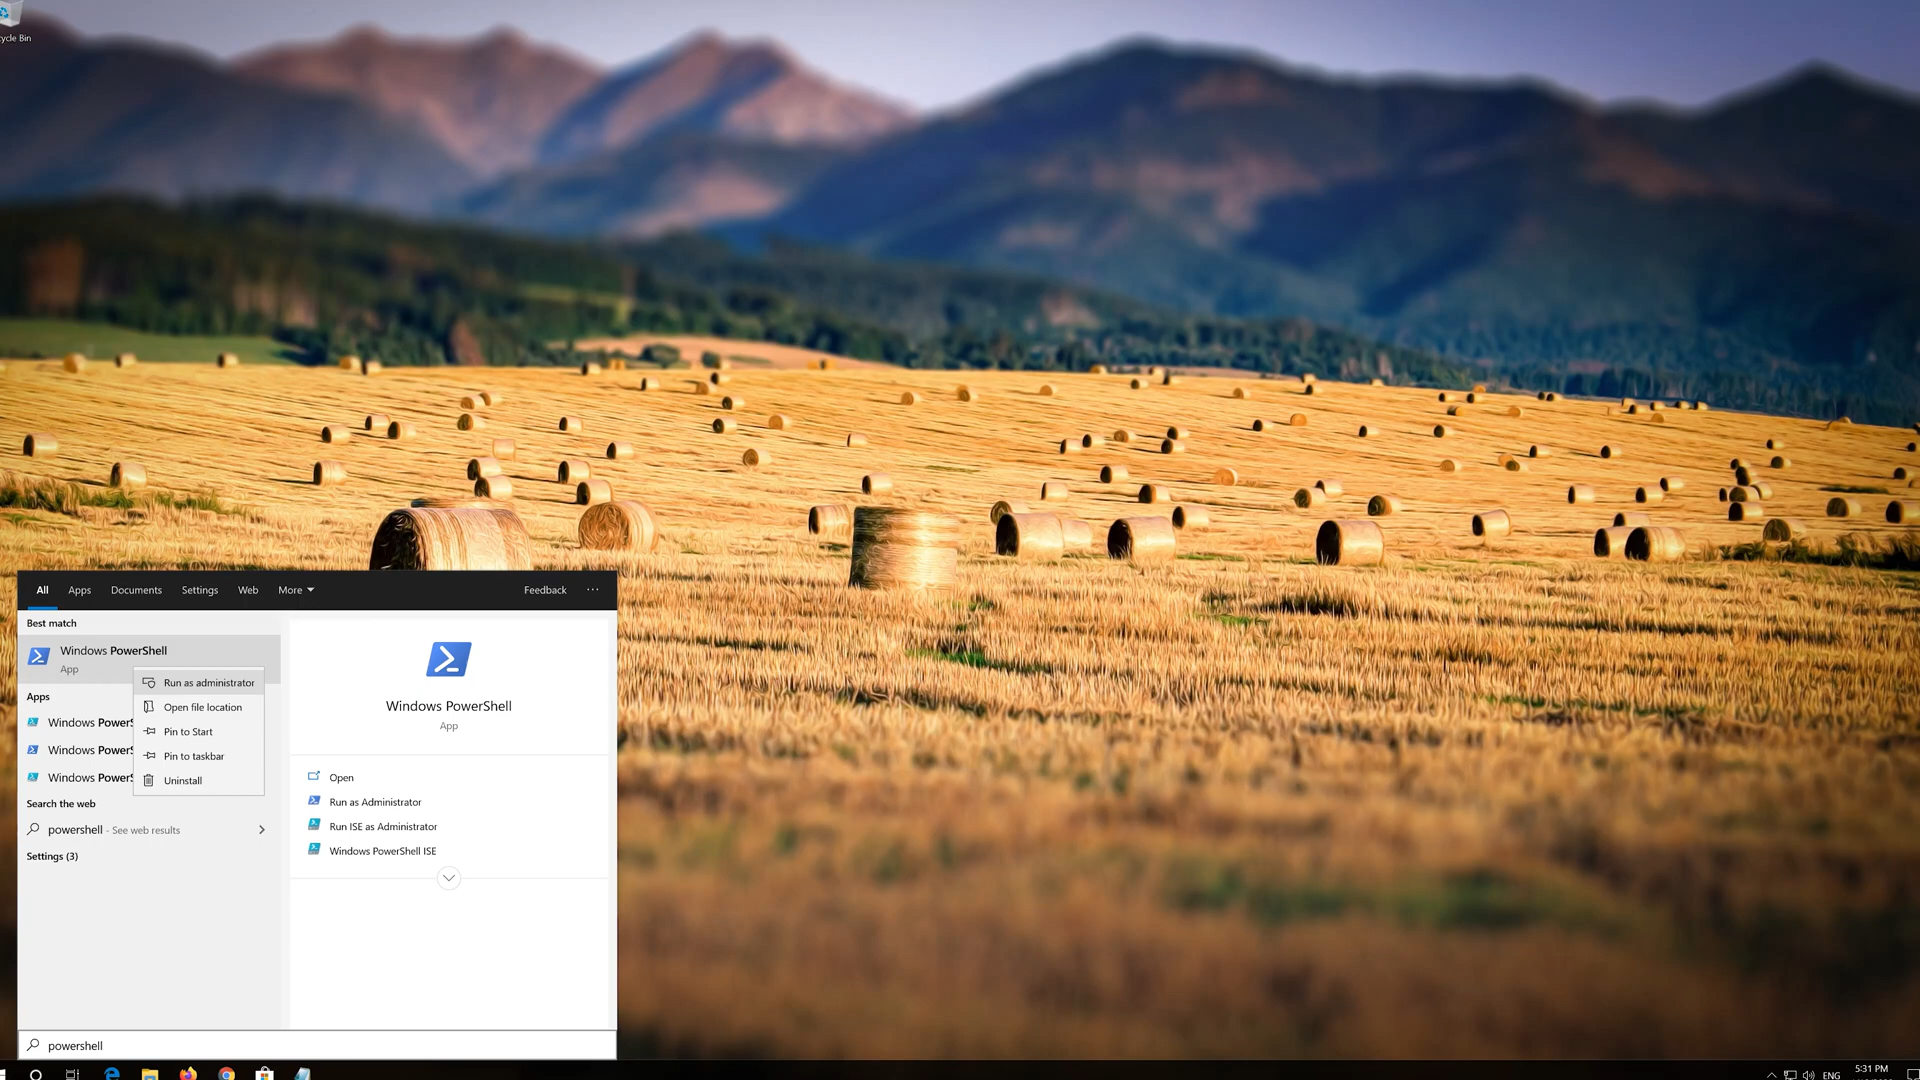 cycle Bin
All Apps Documents Settings Web More Feedback ...
Best match
Windows PowerShell
App
Run as administrator
Open file location
Pin to Start
Pin to taskbar
Uninstall
Apps
Windows PowerS
Windows PowerS
Windows PowerS
Search the web
powershell - See web results
Settings (3)
Windows PowerShell
App
Open
Run as Administrator
Run ISE as Administrator
Windows PowerShell ISE
powershell
ENG
5:31 PM